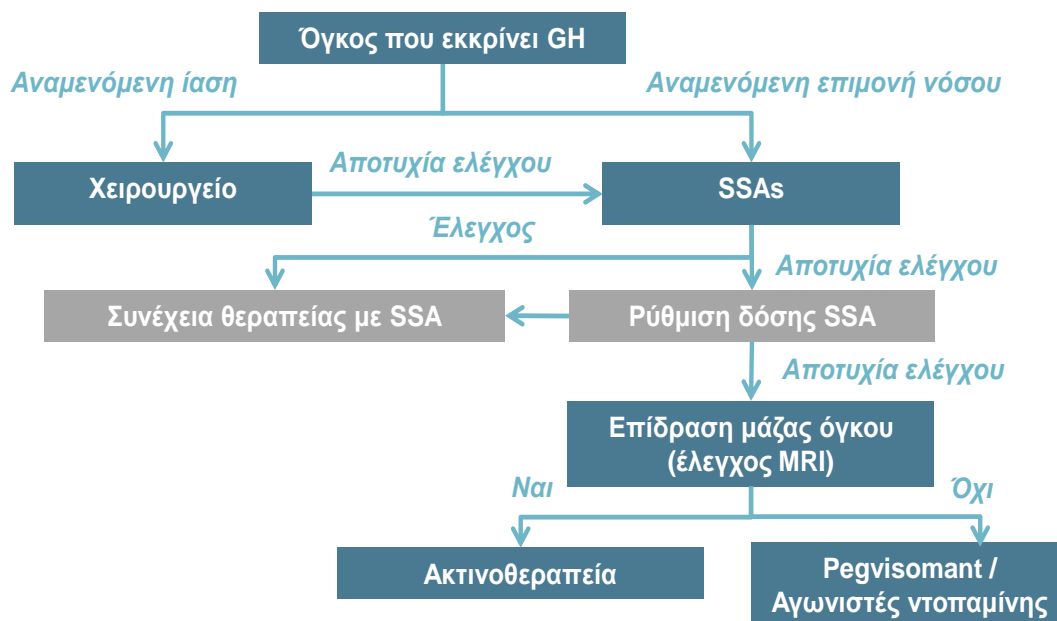 Όγκος που εκκρίνει GH
Αναμενόμενη ίαση
Αναμενόμενη επιμονή νόσου
Χειρουργείο
Αποτυχία ελέγχου
SSAs
Έλεγχος
Αποτυχία ελέγχου
Συνέχεια θεραπείας με SSA
Ρύθμιση δόσης SSA
Αποτυχία ελέγχου
Επίδραση μάζας όγκου
(έλεγχος MRI)
Ναι
Όχι
Ακτινοθεραπεία
Pegvisomant /
Αγωνιστές ντοπαμίνης